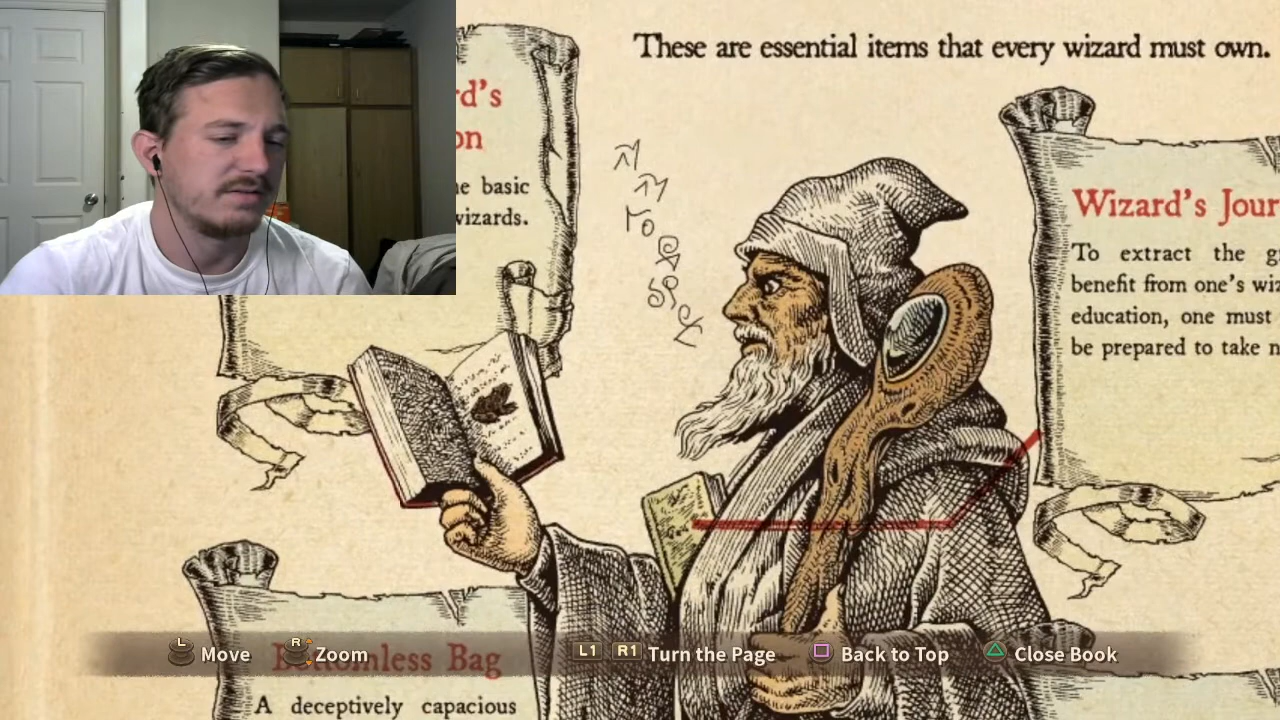 These are essential items that every wizard must own.
rd's
on
ne basic
wizards.
Wizard's Jour
To extract the g
benefit from one's wiz
education, one must
be prepared to take n
L Move R Zoom L1 R1 Turn the Page Back to Top Close Book
Bottomless Bag
A deceptively capacious